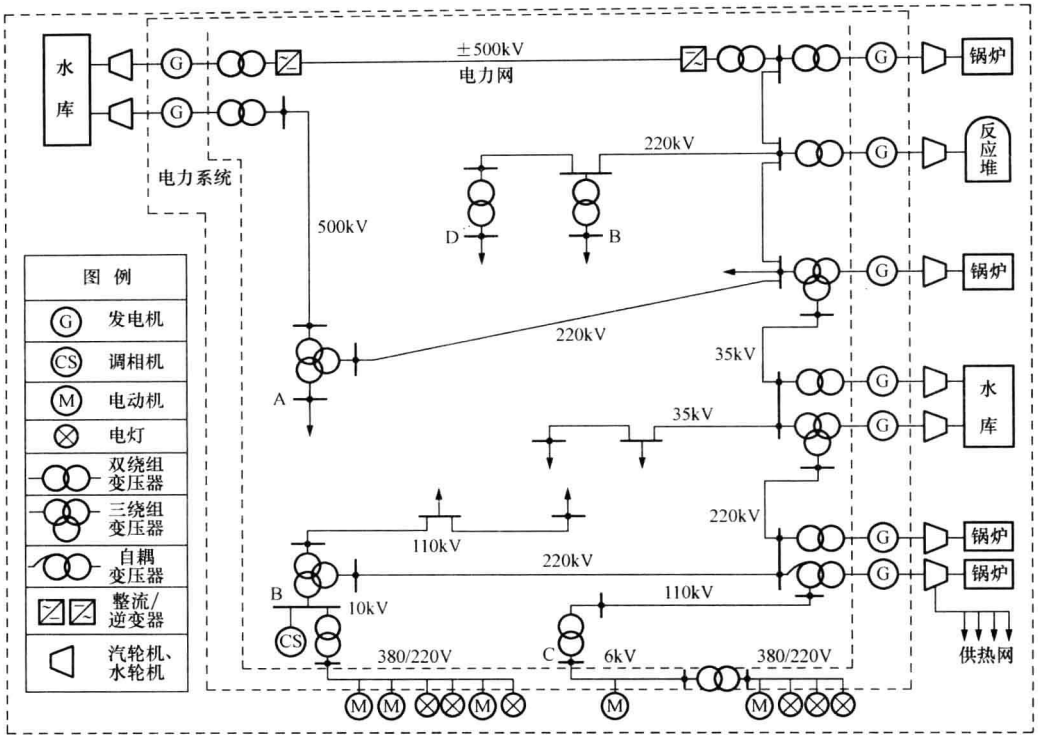 水
库
G
±500kV
电力网
G
锅炉
G
电力系统
220kV
G
反
应
堆
500kV
D
B
G
锅炉
220kV
A
35kV
G
35kV
G
水
库
图 例
G
发电机
CS
调相机
M
电动机
电灯
双绕组
变压器
三绕组
变压器
自耦
变压器
整流/
逆变器
汽轮机、
水轮机
110kV
220kV
G
锅炉
220kV
G
锅炉
B
10kV
CS
110kV
C
380/220V
6kV
380/220V
供热网
M
M
M
M
M